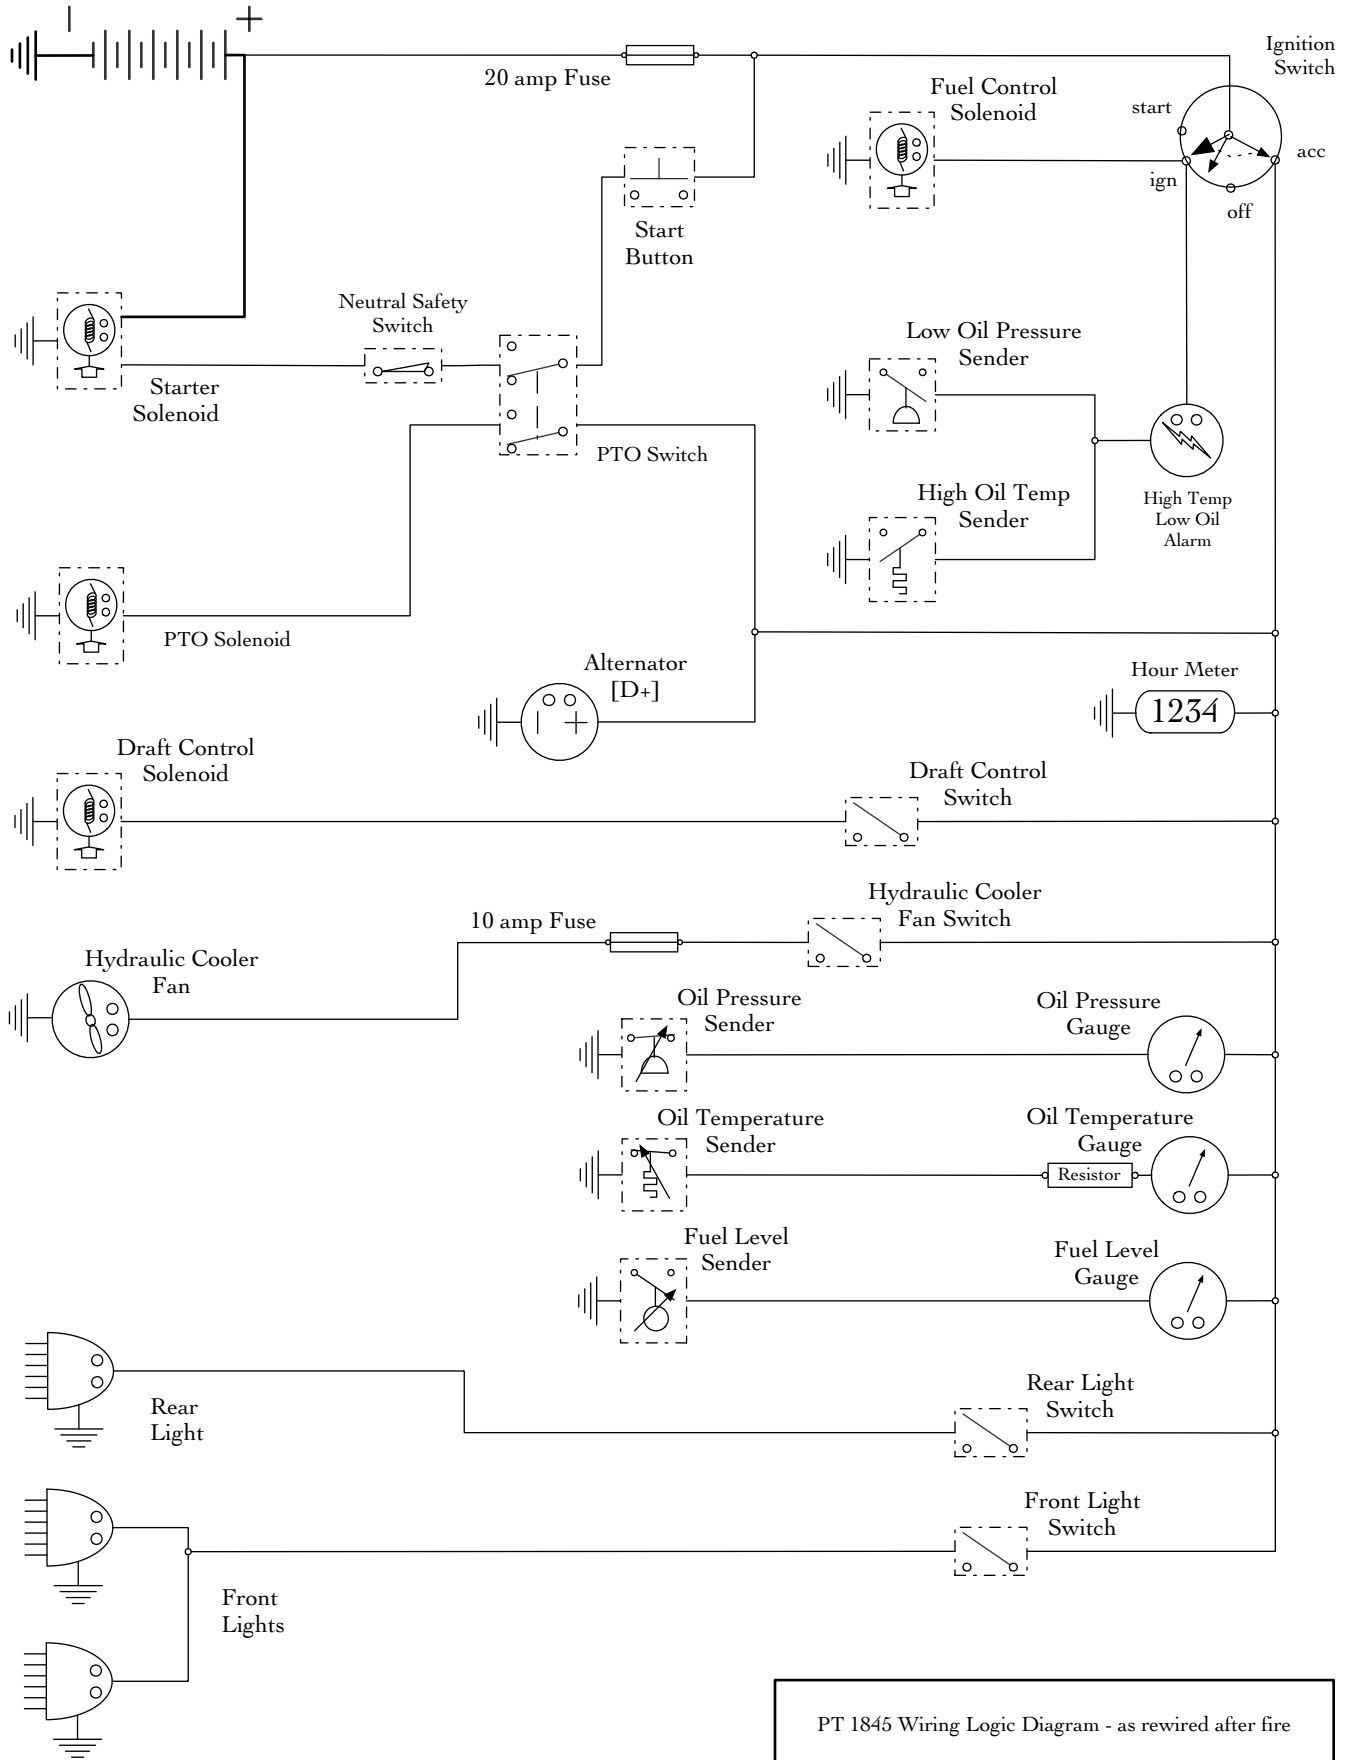 Ignition
Switch
20 amp Fuse
Fuel Control
Solenoid
start
acc
ign
off
Start
Button
Neutral Safety
Switch
Low Oil Pressure
Sender
Starter
Solenoid
PTO Switch
High Oil Temp
Sender
High Temp
Low Oil
Alarm
PTO Solenoid
Alternator
[D+]
Hour Meter
1234
Draft Control
Solenoid
Draft Control
Switch
Hydraulic Cooler
Fan Switch
10 amp Fuse
Hydraulic Cooler
Fan
Oil Pressure
Sender
Oil Pressure
Gauge
Oil Temperature
Sender
Oil Temperature
Gauge
Resistor
Fuel Level
Sender
Fuel Level
Gauge
Rear
Light
Rear Light
Switch
Front Light
Switch
Front
Lights
PT 1845 Wiring Logic Diagram - as rewired after fire